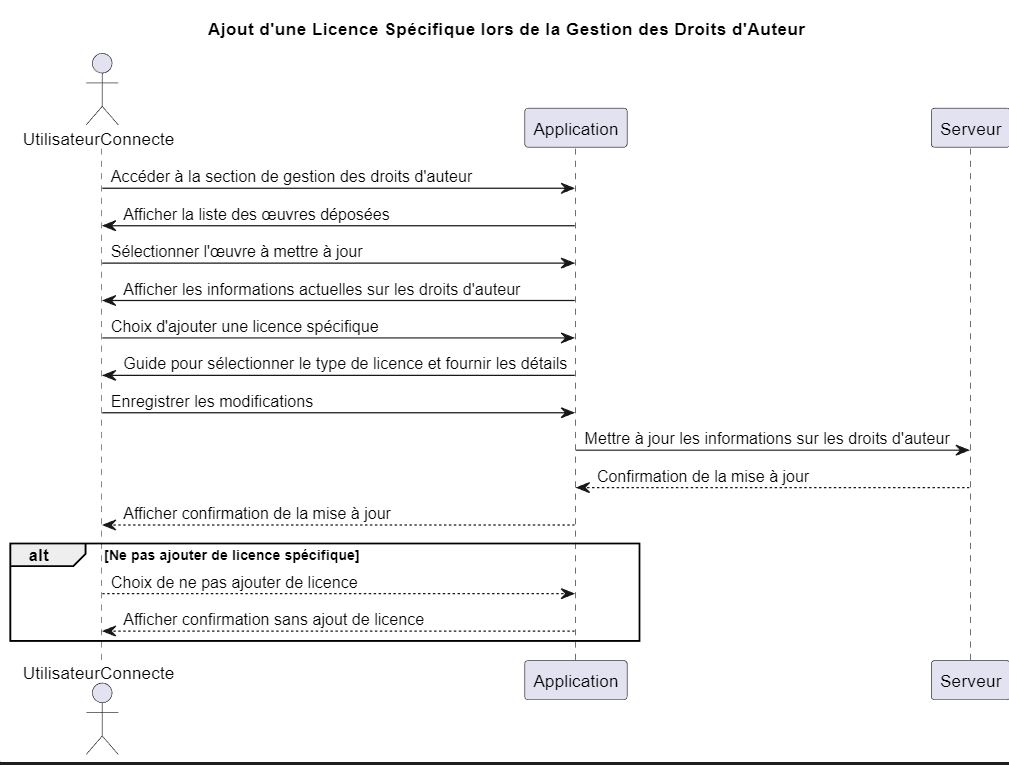 Ajout d'une Licence Spécifique lors de la Gestion des Droits d'Auteur
UtilisateurConnecte
Application
Serveur
Accéder à la section de gestion des droits d'auteur
Afficher la liste des œuvres déposées
Sélectionner l'œuvre à mettre à jour
Afficher les informations actuelles sur les droits d'auteur
Choix d'ajouter une licence spécifique
Guide pour sélectionner le type de licence et fournir les détails
Enregistrer les modifications
Mettre à jour les informations sur les droits d'auteur
Confirmation de la mise à jour
Afficher confirmation de la mise à jour
alt
[Ne pas ajouter de licence spécifique]
Choix de ne pas ajouter de licence
Afficher confirmation sans ajout de licence
UtilisateurConnecte
Application
Serveur